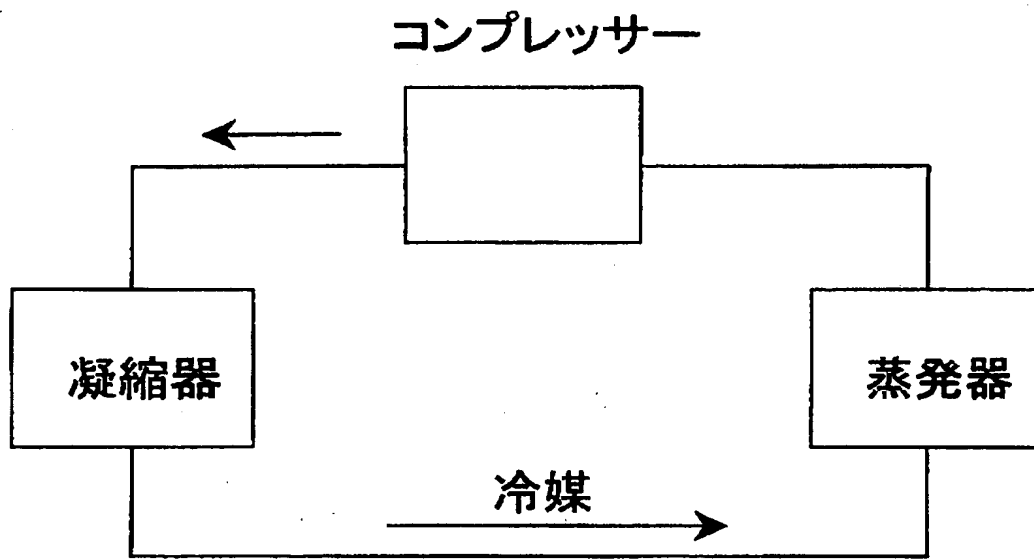 コンプレッサー
凝縮器
蒸発器
冷媒